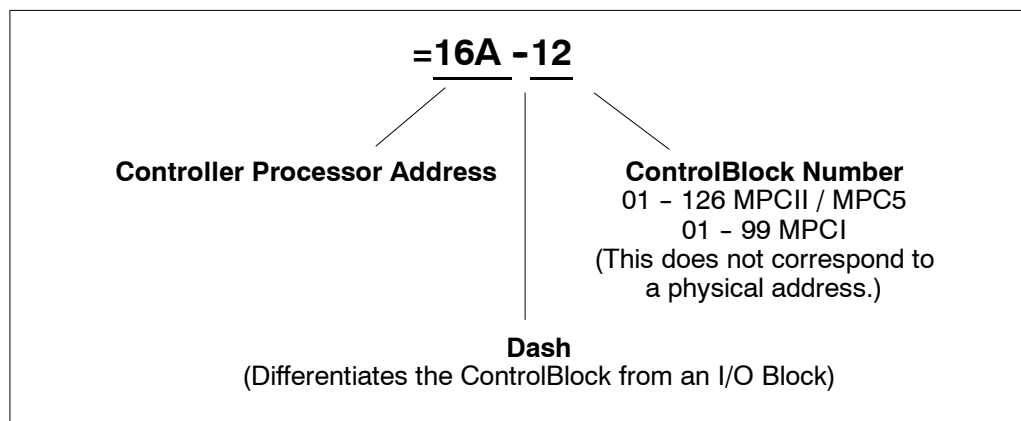 =16A -12
Controller Processor Address
ControlBlock Number
01 - 126 MPCII / MPC5
01 - 99 MPCI
(This does not correspond to
a physical address.)
Dash
(Differentiates the ControlBlock from an I/O Block)